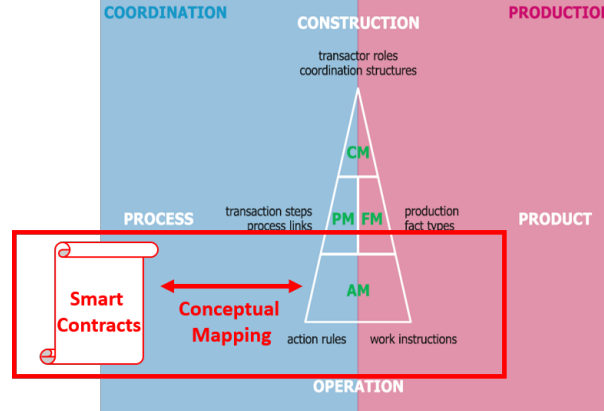 COORDINATION
PRODUCTION
CONSTRUCTION
transactor roles
coordination structures
CM
transaction steps
process links
PM
FM
production
fact types
PROCESS
PRODUCT
Smart
Contracts
Conceptual
Mapping
AM
action rules
work instructions
OPERATION